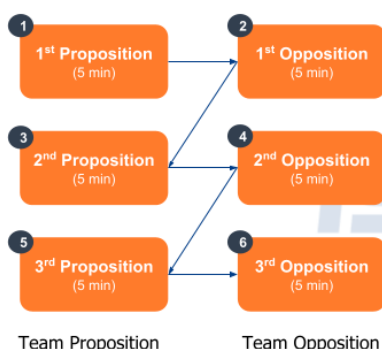 1
1st Proposition
(5 min)
2
1st Opposition
(5 min)
3
2nd Proposition
(5 min)
4
2nd Opposition
(5 min)
5
3rd Proposition
(5 min)
6
3rd Opposition
(5 min)
Team Proposition
Team Opposition